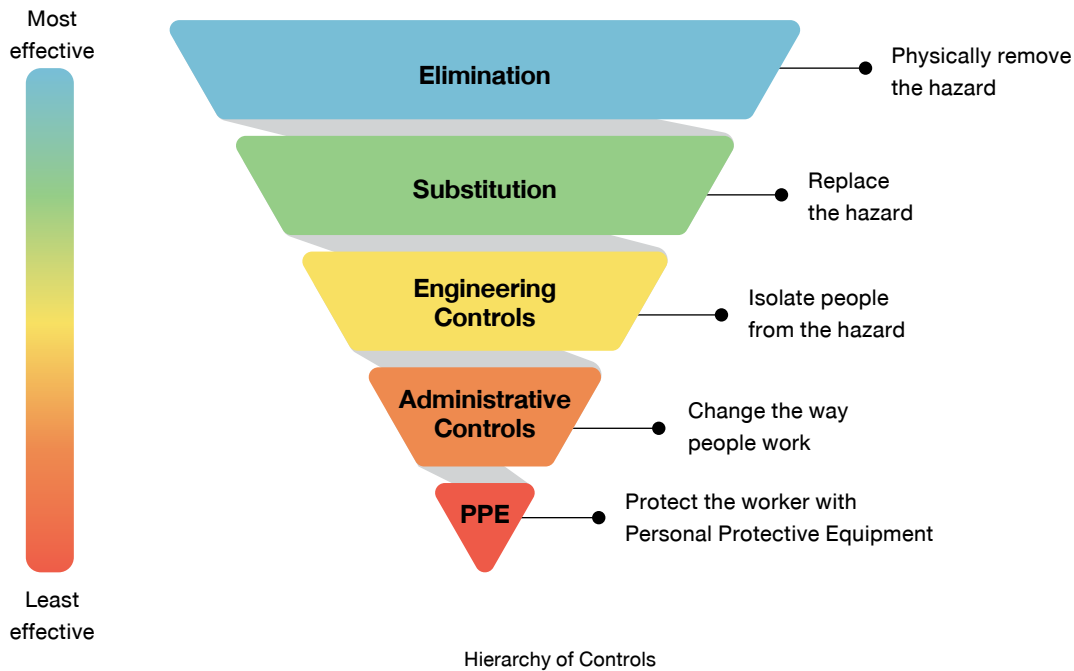 Most
effective
Elimination
Physically remove
the hazard
Substitution
Replace
the hazard
Engineering
Controls
Isolate people
from the hazard
Administrative
Controls
Change the way
people work
PPE
Protect the worker with
Personal Protective Equipment
Least
effective
Hierarchy of Controls